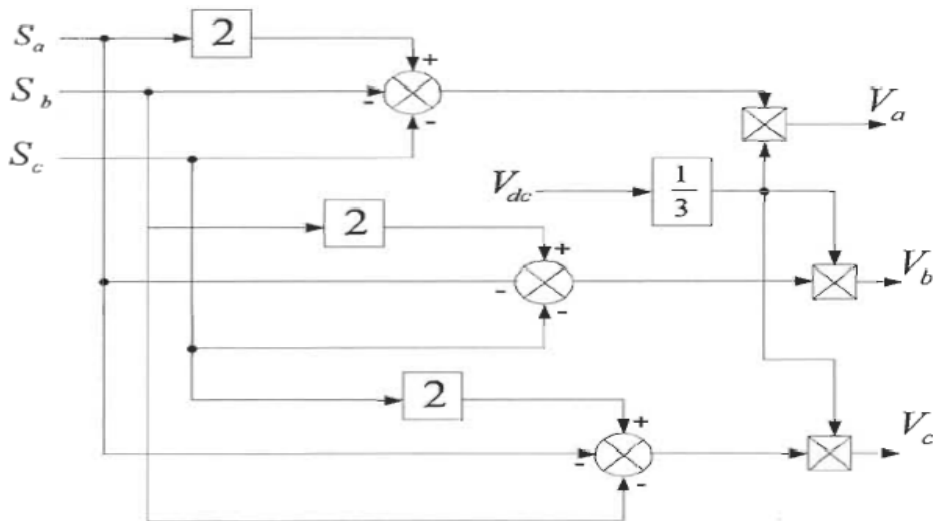 S_a
2
+
S_b
-
-
V_a
S_c
V_dc
1/3
2
+
-
-
V_b
2
+
-
-
V_c